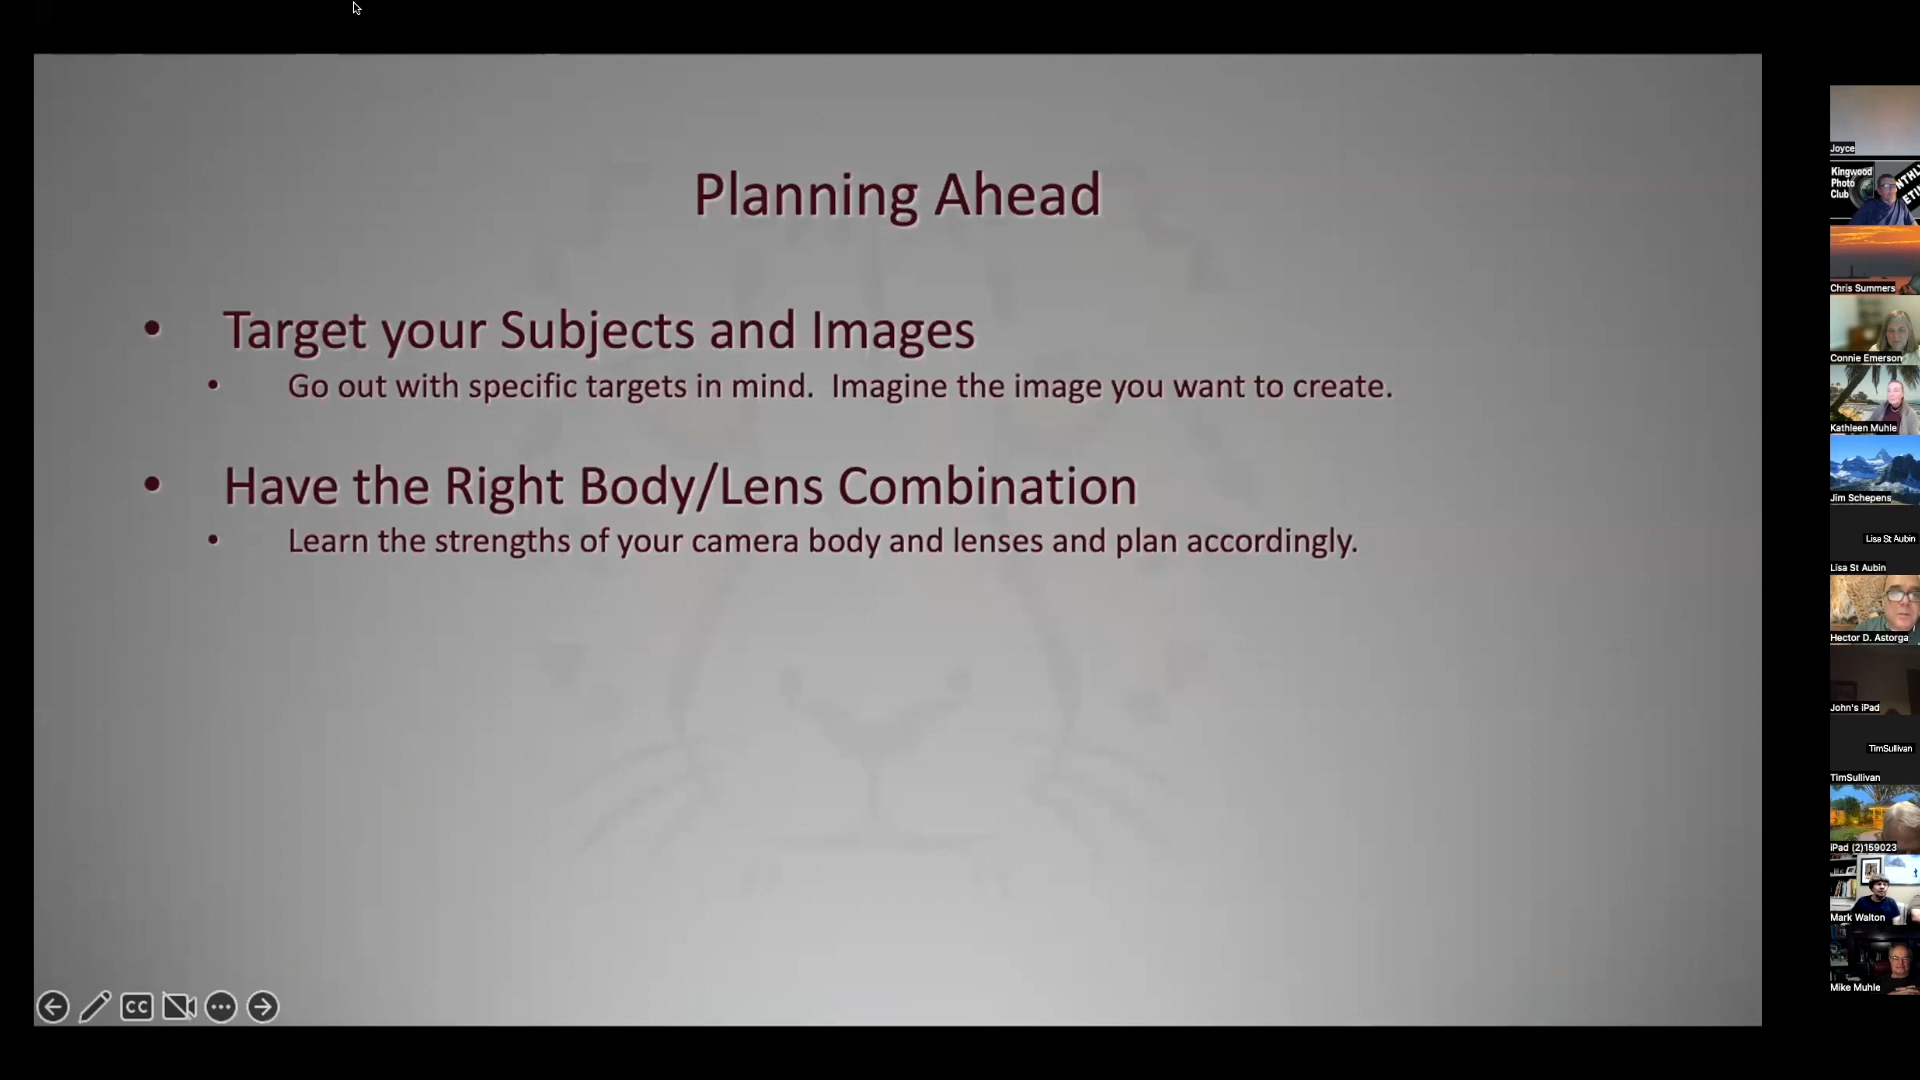 Planning Ahead
• Target your Subjects and Images
• Go out with specific targets in mind.  Imagine the image you want to create.
• Have the Right Body/Lens Combination
• Learn the strengths of your camera body and lenses and plan accordingly.
CC
Joyce
Kingwood
Photo
Club
Chris Summers
Connie Emerson
Kathleen Muhle
Jim Schepens
Lisa St Aubin
Lisa St Aubin
Hector D. Astorga
John's iPad
TimSullivan
TimSullivan
iPad (2)159023
Mark Walton
Mike Muhle